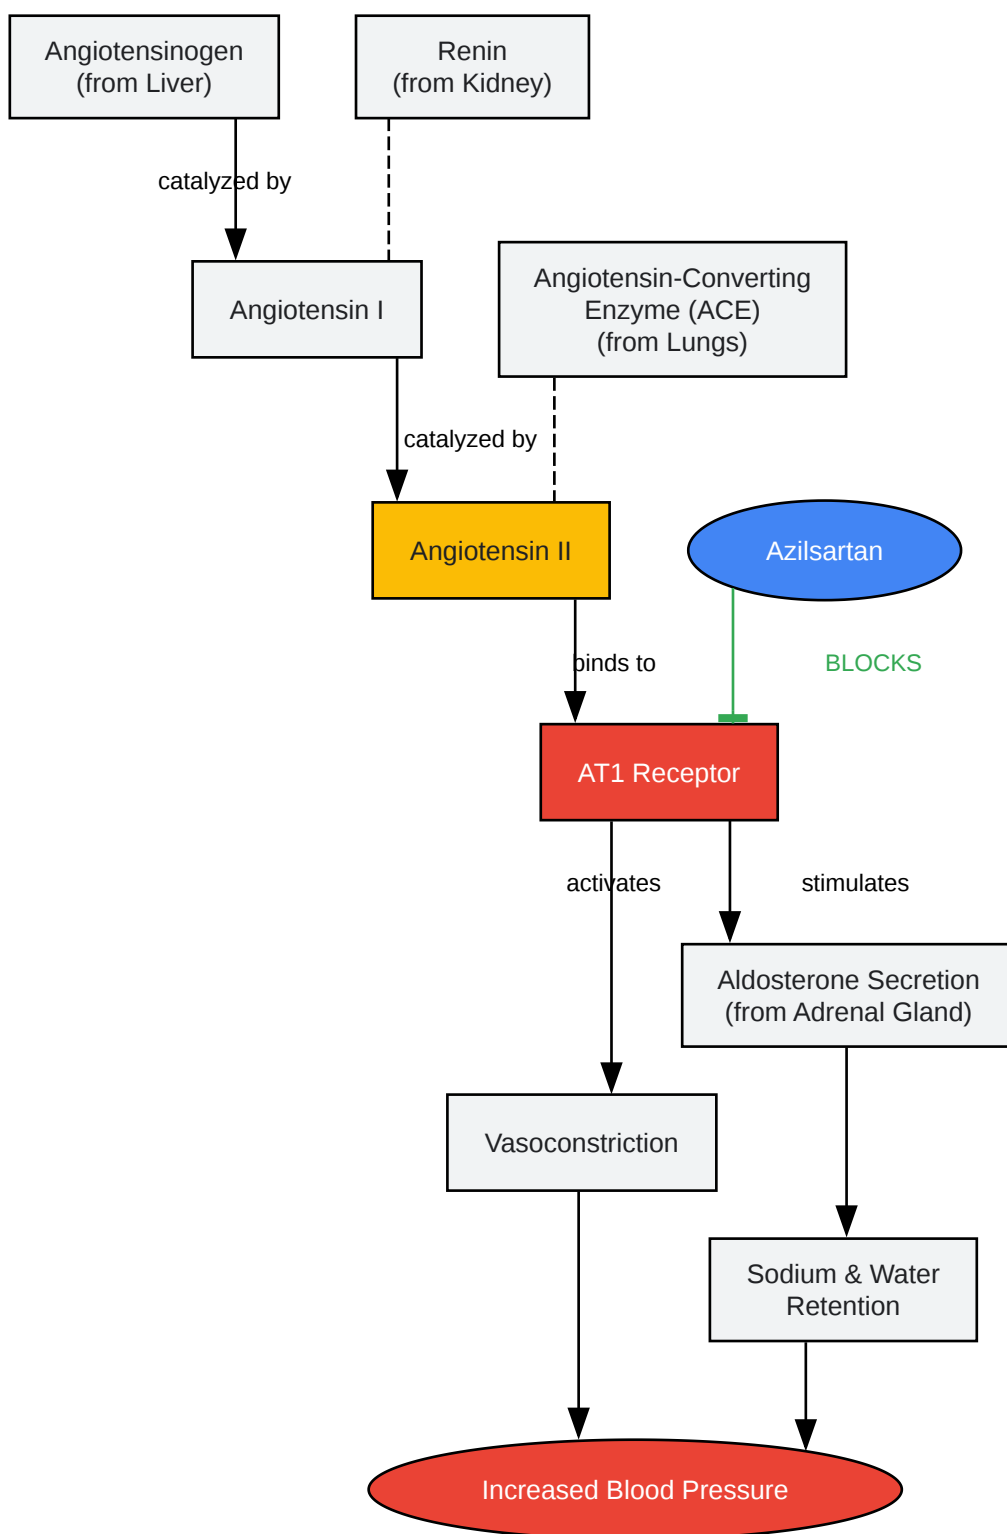 Angiotensinogen
(from Liver)
Renin
(from Kidney)
catalyzed by
Angiotensin I
Angiotensin-Converting
Enzyme (ACE)
(from Lungs)
catalyzed by
Angiotensin II
Azilsartan
binds to
BLOCKS
AT1 Receptor
activates
stimulates
Aldosterone Secretion
(from Adrenal Gland)
Vasoconstriction
Sodium & Water
Retention
Increased Blood Pressure